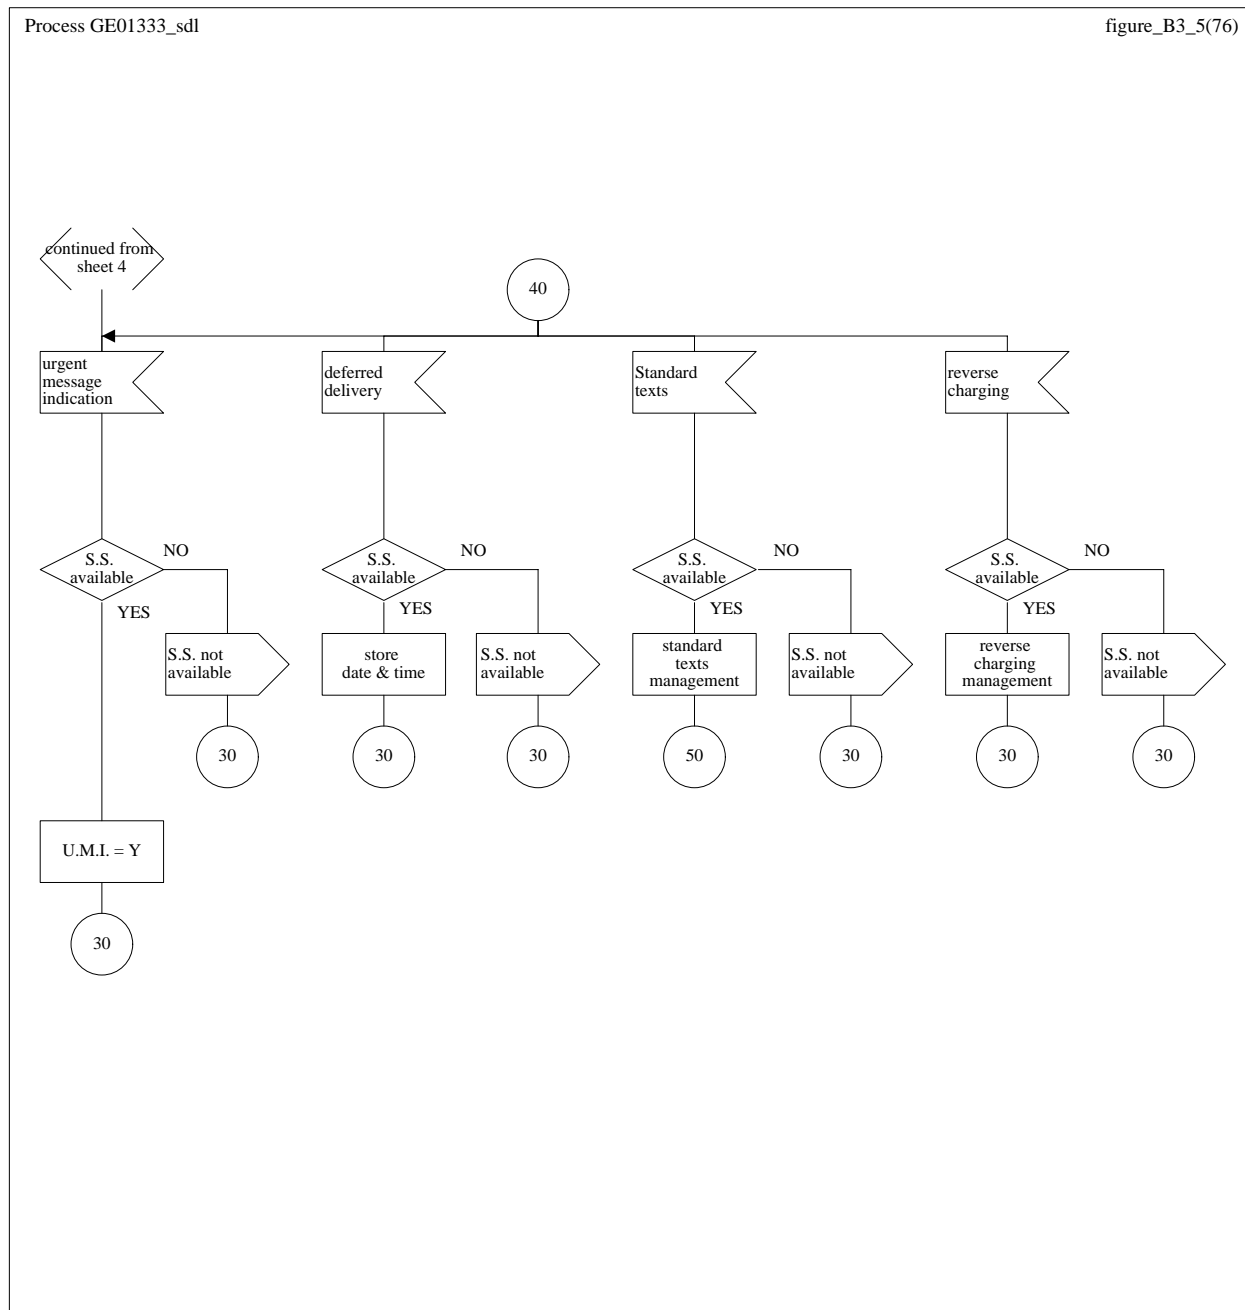 Process GE01333_sdl
figure_B3_5(76)
continued from
sheet 4
40
urgent
message
indication
deferred
delivery
Standard
texts
reverse
charging
S.S.
available
NO
YES
S.S.
available
NO
YES
S.S.
available
NO
YES
S.S.
available
NO
YES
S.S. not
available
store
date & time
S.S. not
available
standard
texts
management
S.S. not
available
reverse
charging
management
S.S. not
available
30
30
30
50
30
30
30
U.M.I. = Y
30